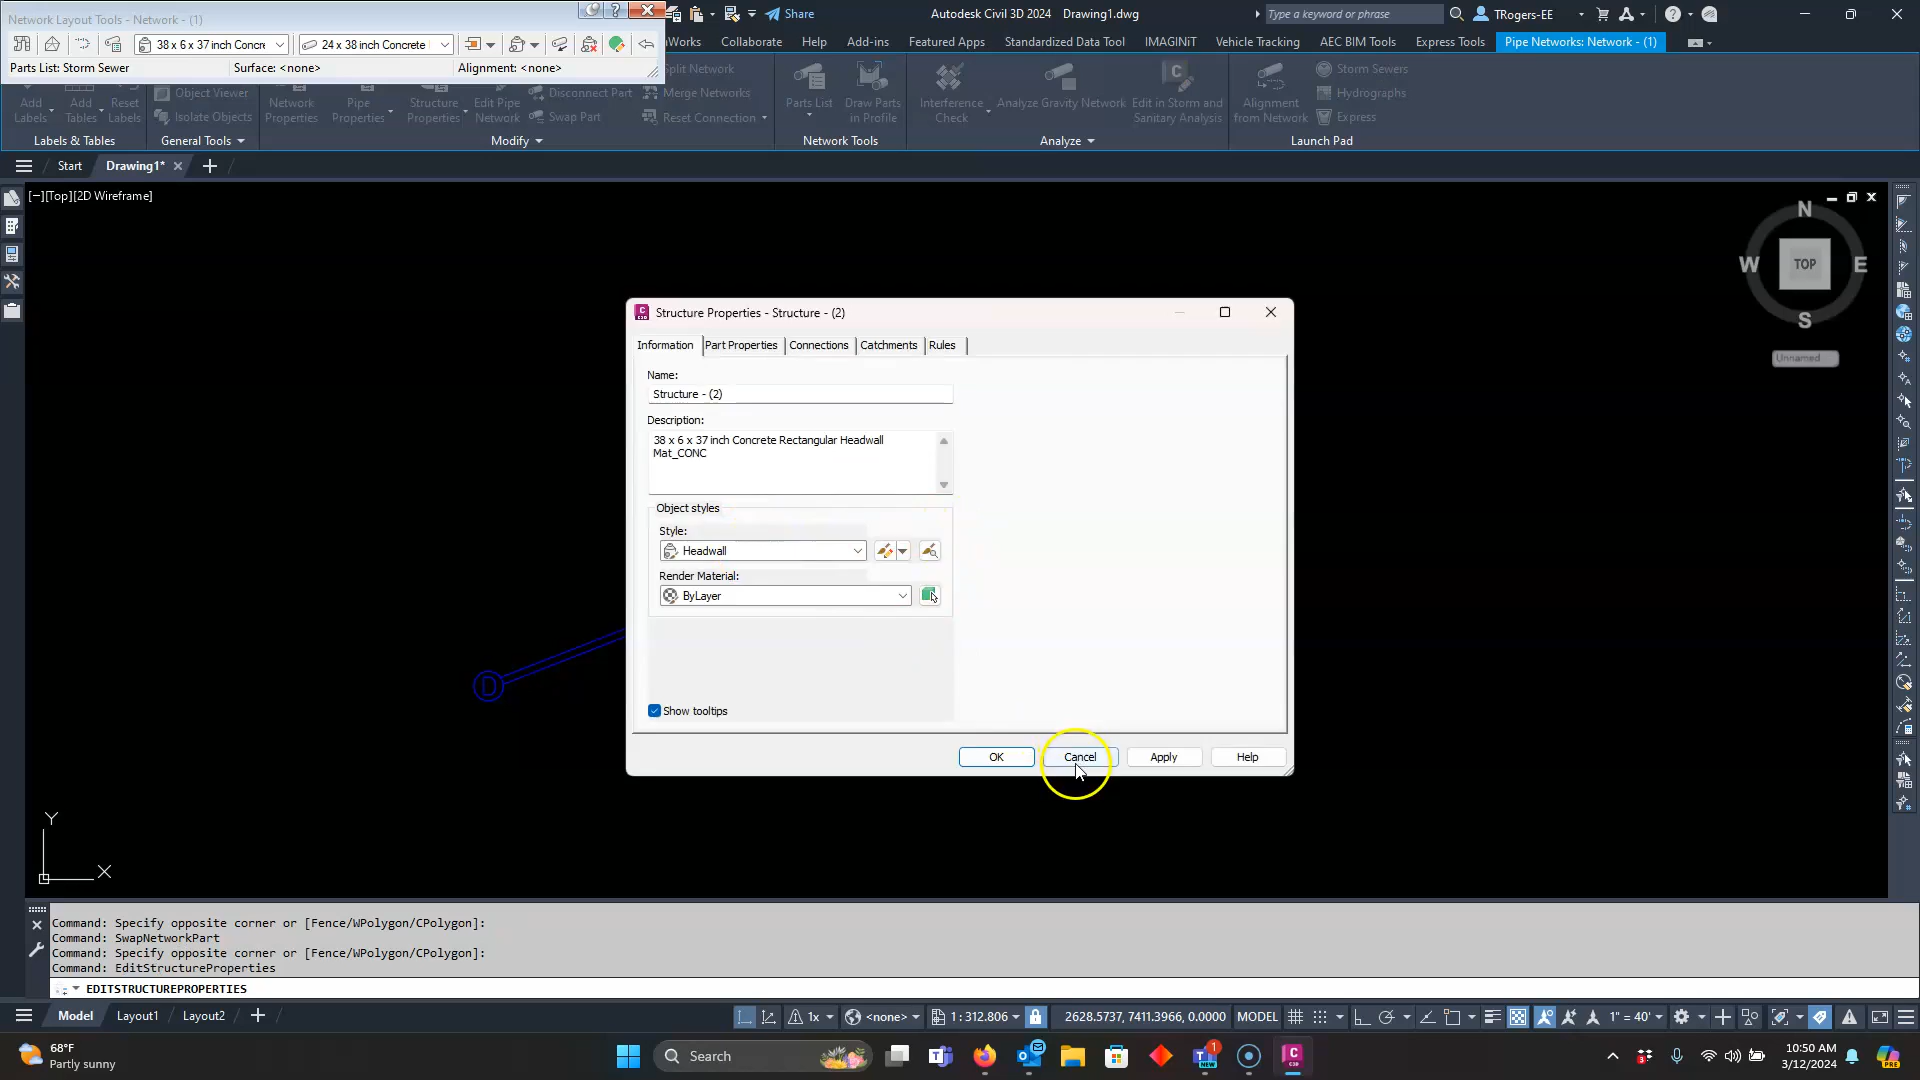 Network Layout Tools - Network - (1)
Share
Autodesk Civil 3D 2024 Drawing1.dwg
Type a keyword or phrase
TRogers-EE
38 x 6 x 37 inch Concre
24 x 38 inch Concrete
Parts List: Storm Sewer
Surface: <none>
Alignment: <none>
Works
Collaborate
Help
Add-ins
Featured Apps
Standardized Data Tool
IMAGINiT
Vehicle Tracking
AEC BIM Tools
Express Tools
Pipe Networks: Network - (1)
Add Labels
Add Tables
Reset Labels
Object Viewer
Isolate Objects
Network Properties
Pipe Properties
Structure Properties
Edit Pipe Network
Disconnect Part
Swap Part
Split Network
Merge Networks
Reset Connection
Parts List
Draw Parts in Profile
Interference Check
Analyze Gravity Network
Edit in Storm and Sanitary Analysis
Alignment from Network
Storm Sewers
Hydrographs
Express
Labels & Tables
General Tools
Modify
Network Tools
Analyze
Launch Pad
Start
Drawing1*
[−][Top][2D Wireframe]
N
W
TOP
E
S
Unnamed
Structure Properties - Structure - (2)
Information
Part Properties
Connections
Catchments
Rules
Name:
Structure - (2)
Description:
38 x 6 x 37 inch Concrete Rectangular Headwall
Mat_CONC
Object styles
Style:
Headwall
Render Material:
ByLayer
Show tooltips
OK
Cancel
Apply
Help
D
Y
X
Command: Specify opposite corner or [Fence/WPolygon/CPolygon]:
Command: SwapNetworkPart
Command: Specify opposite corner or [Fence/WPolygon/CPolygon]:
Command: EditStructureProperties
EDITSTRUCTUREPROPERTIES
Model
Layout1
Layout2
1x
<none>
1 : 312.806
2628.5737, 7411.3966, 0.0000
MODEL
1" = 40'
68°F
Partly sunny
Search
1
NEW
3
10:50 AM
3/12/2024
PRE